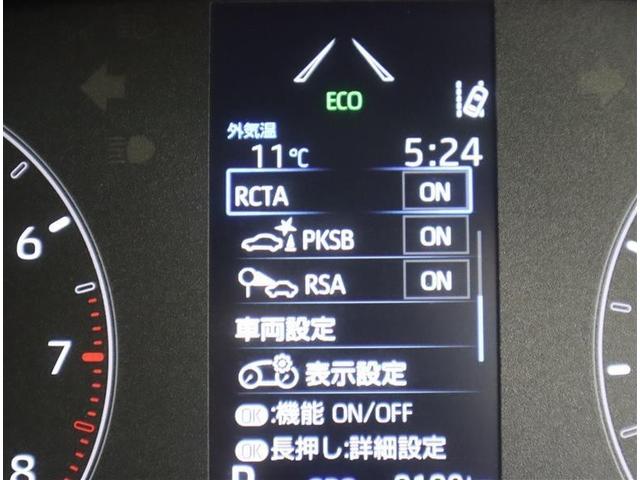 ECO
外気温
11℃ 5:24
RCTA ON
PKSB ON
RSA ON
車両設定
表示設定
OK:機能 ON/OFF
OK長押し:詳細設定
6
7
8